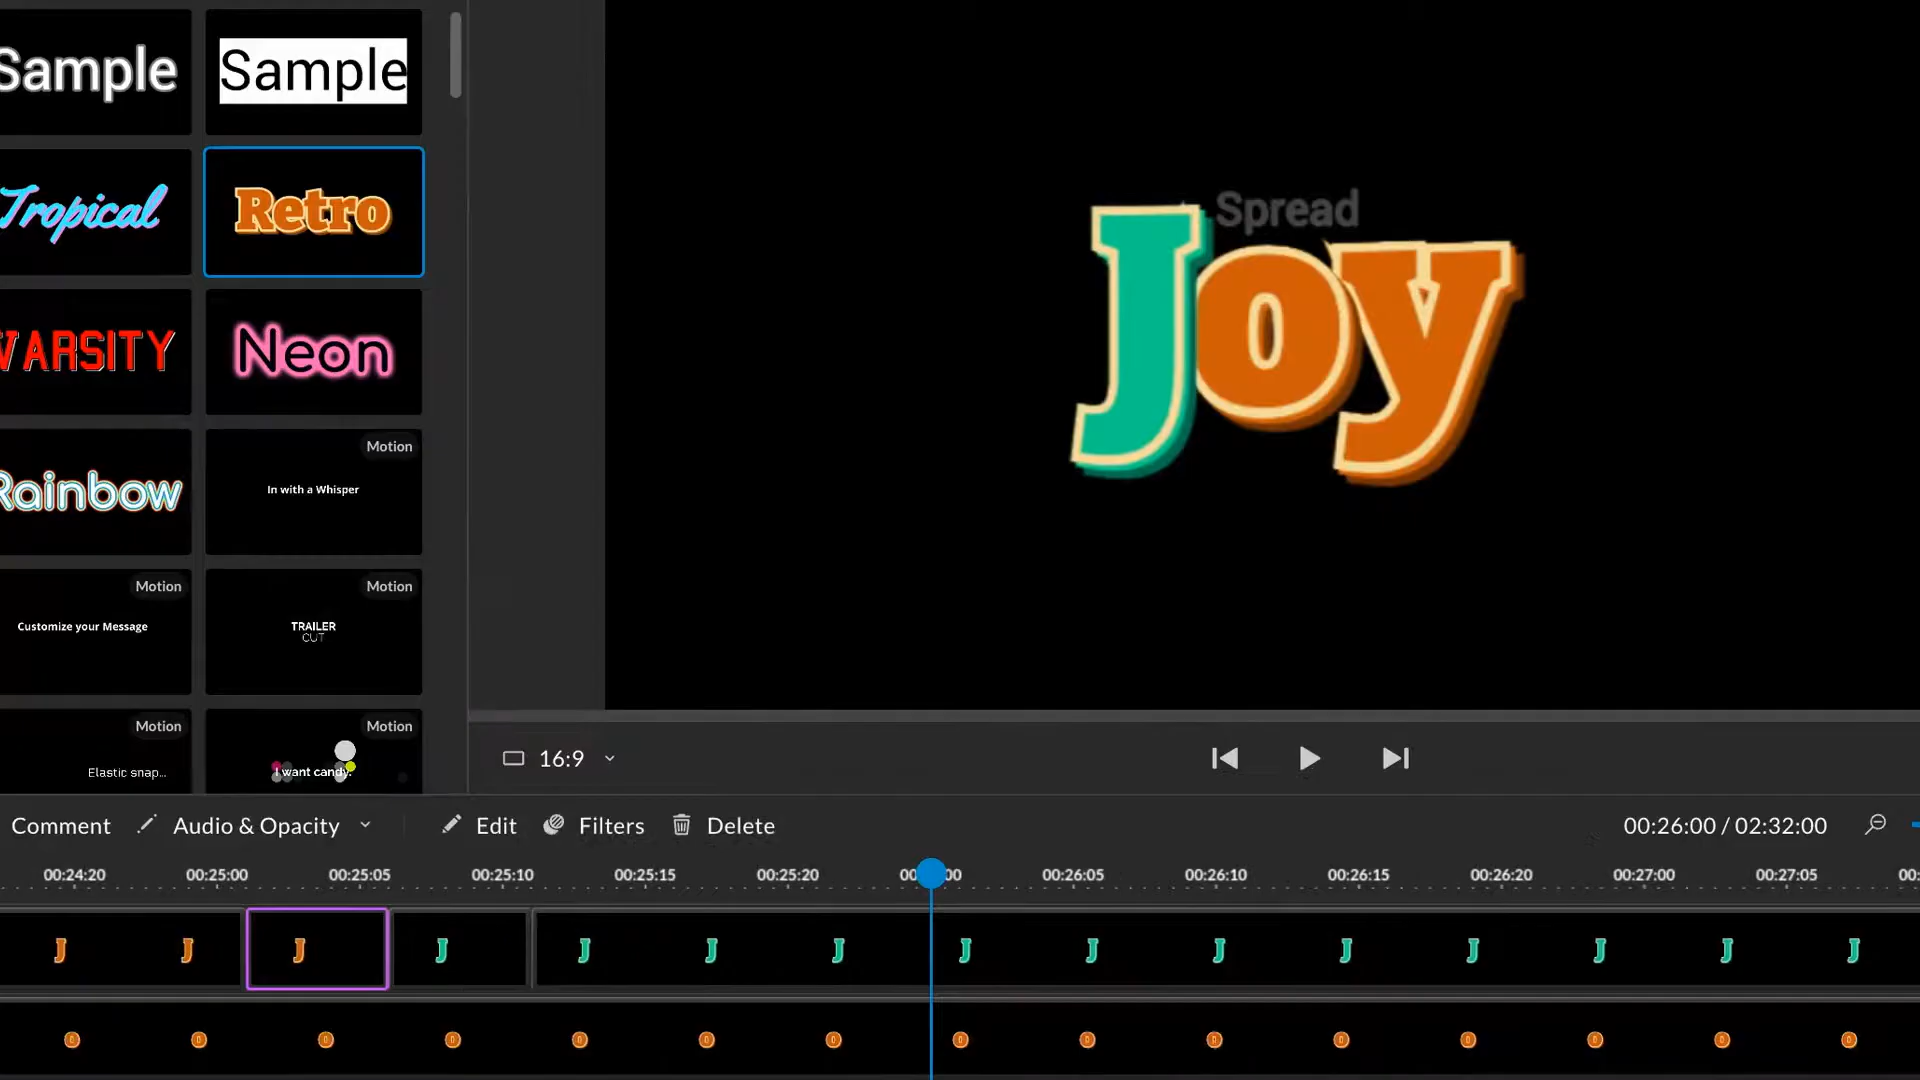 Sample
Sample
Tropical
Retro
VARSITY
Neon
Rainbow
Motion
In with a Whisper
Motion
Customize your Message
Motion
TRAILER
CUT
Motion
Elastic snap...
Motion
I want candy.
Spread
Joy
16:9
Comment
Audio & Opacity
Edit
Filters
Delete
00:26:00 / 02:32:00
00:24:20
00:25:00
00:25:05
00:25:10
00:25:15
00:25:20
00:26:05
00:26:10
00:26:15
00:26:20
00:27:00
00:27:05
J J J J J J J J J J J J J J J